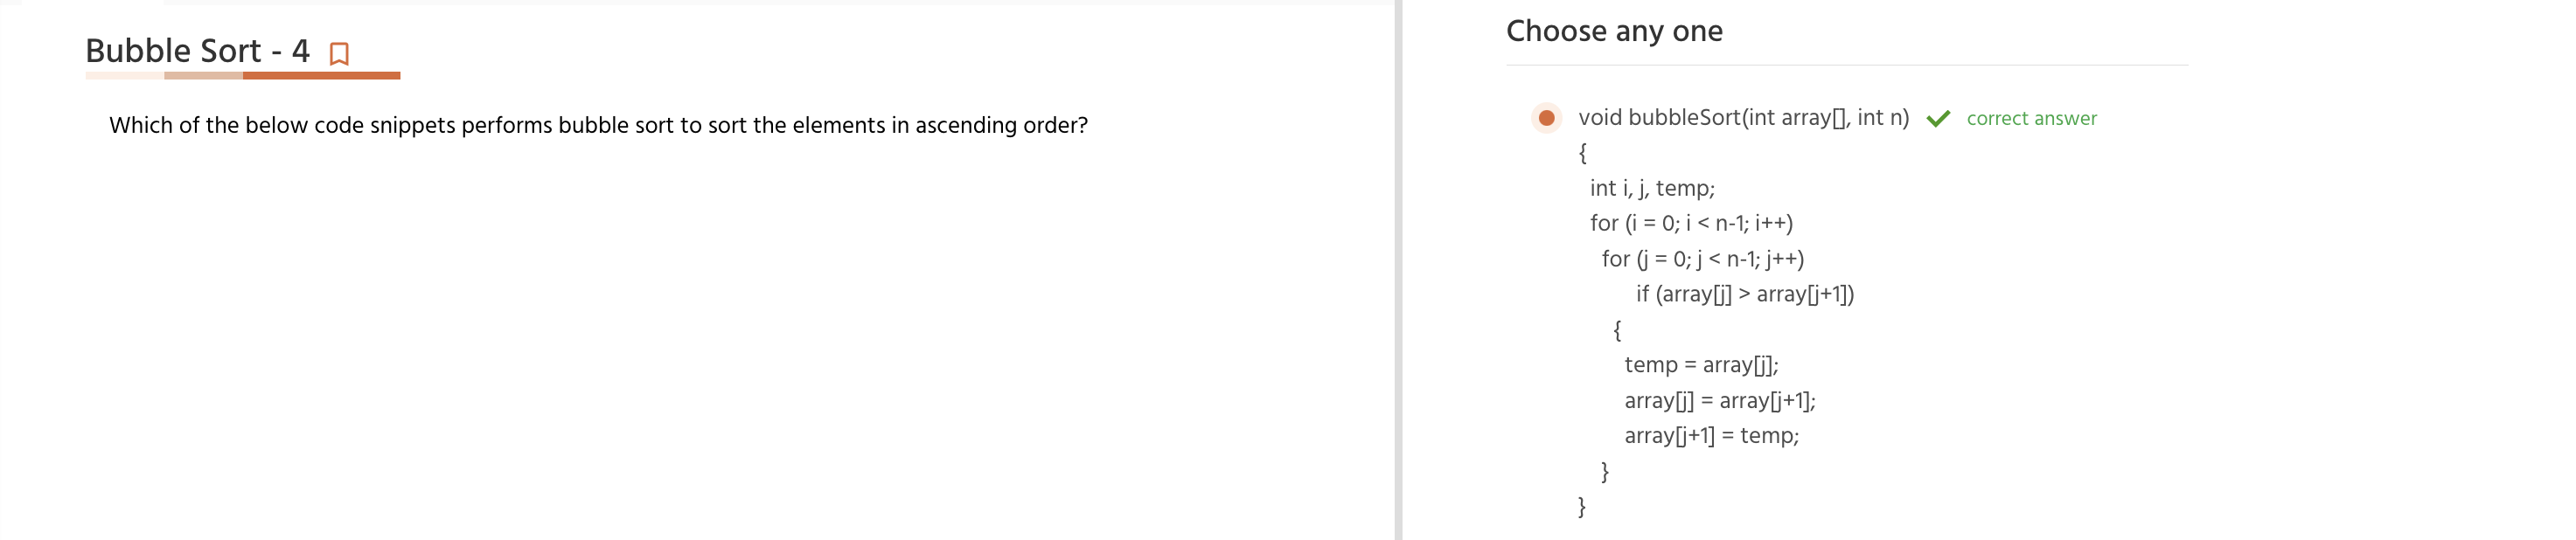 Bubble Sort - 4
Which of the below code snippets performs bubble sort to sort the elements in ascending order?
Choose any one
void bubbleSort(int array[], int n) correct answer
{
int i, j, temp;
for (i = 0; i < n-1; i++)
for (j = 0; j < n-1; j++)
if (array[j] > array[j+1])
{
temp = array[j];
array[j] = array[j+1];
array[j+1] = temp;
}
}